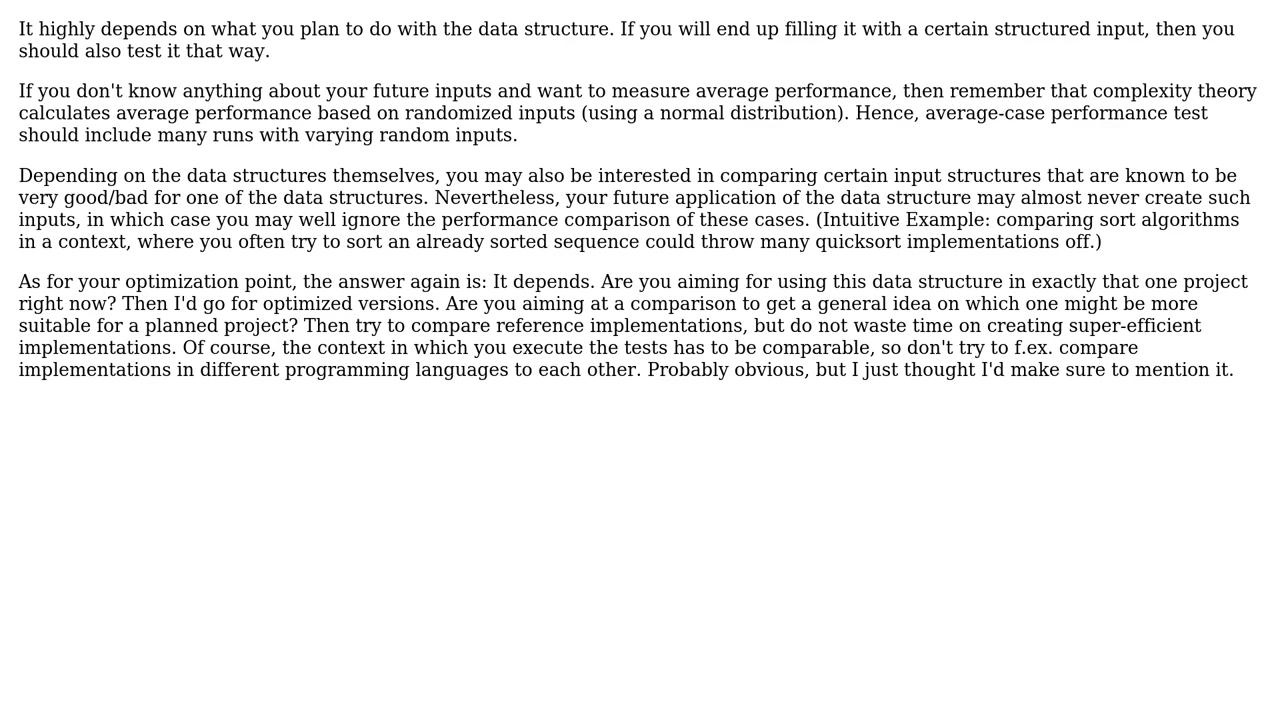 It highly depends on what you plan to do with the data structure. If you will end up filling it with a certain structured input, then you
should also test it that way.
If you don't know anything about your future inputs and want to measure average performance, then remember that complexity theory
calculates average performance based on randomized inputs (using a normal distribution). Hence, average-case performance test
should include many runs with varying random inputs.
Depending on the data structures themselves, you may also be interested in comparing certain input structures that are known to be
very good/bad for one of the data structures. Nevertheless, your future application of the data structure may almost never create such
inputs, in which case you may well ignore the performance comparison of these cases. (Intuitive Example: comparing sort algorithms
in a context, where you often try to sort an already sorted sequence could throw many quicksort implementations off.)
As for your optimization point, the answer again is: It depends. Are you aiming for using this data structure in exactly that one project
right now? Then I'd go for optimized versions. Are you aiming at a comparison to get a general idea on which one might be more
suitable for a planned project? Then try to compare reference implementations, but do not waste time on creating super-efficient
implementations. Of course, the context in which you execute the tests has to be comparable, so don't try to f.ex. compare
implementations in different programming languages to each other. Probably obvious, but I just thought I'd make sure to mention it.